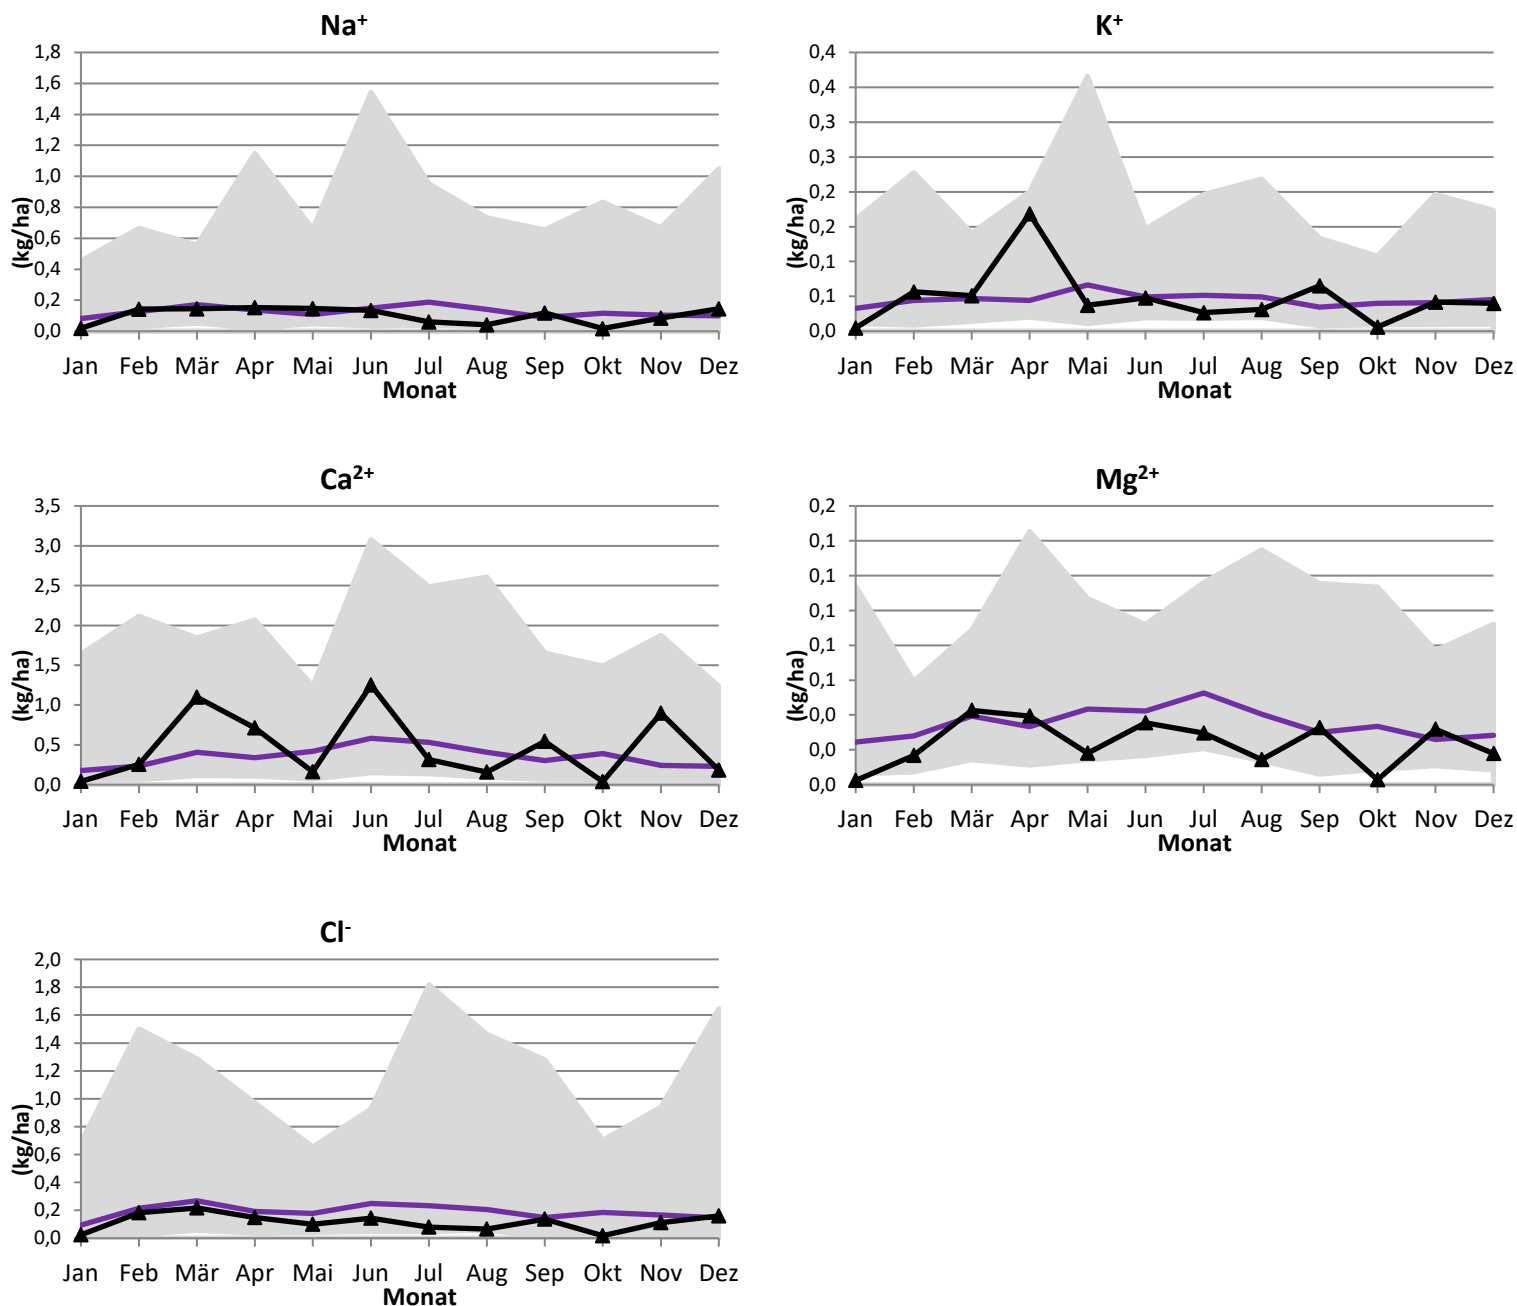 Na⁺
1,8
1,6
1,4
1,2
1,0
0,8
0,6
0,4
0,2
0,0
(kg/ha)
Jan Feb Mär Apr Mai Jun Jul Aug Sep Okt Nov Dez
Monat
K⁺
0,4
0,4
0,3
0,3
0,2
0,2
0,1
0,1
0,0
(kg/ha)
Jan Feb Mär Apr Mai Jun Jul Aug Sep Okt Nov Dez
Monat
Ca²⁺
3,5
3,0
2,5
2,0
1,5
1,0
0,5
0,0
(kg/ha)
Jan Feb Mär Apr Mai Jun Jul Aug Sep Okt Nov Dez
Monat
Mg²⁺
0,2
0,1
0,1
0,1
0,1
0,1
0,0
0,0
0,0
(kg/ha)
Jan Feb Mär Apr Mai Jun Jul Aug Sep Okt Nov Dez
Monat
Cl⁻
2,0
1,8
1,6
1,4
1,2
1,0
0,8
0,6
0,4
0,2
0,0
(kg/ha)
Jan Feb Mär Apr Mai Jun Jul Aug Sep Okt Nov Dez
Monat